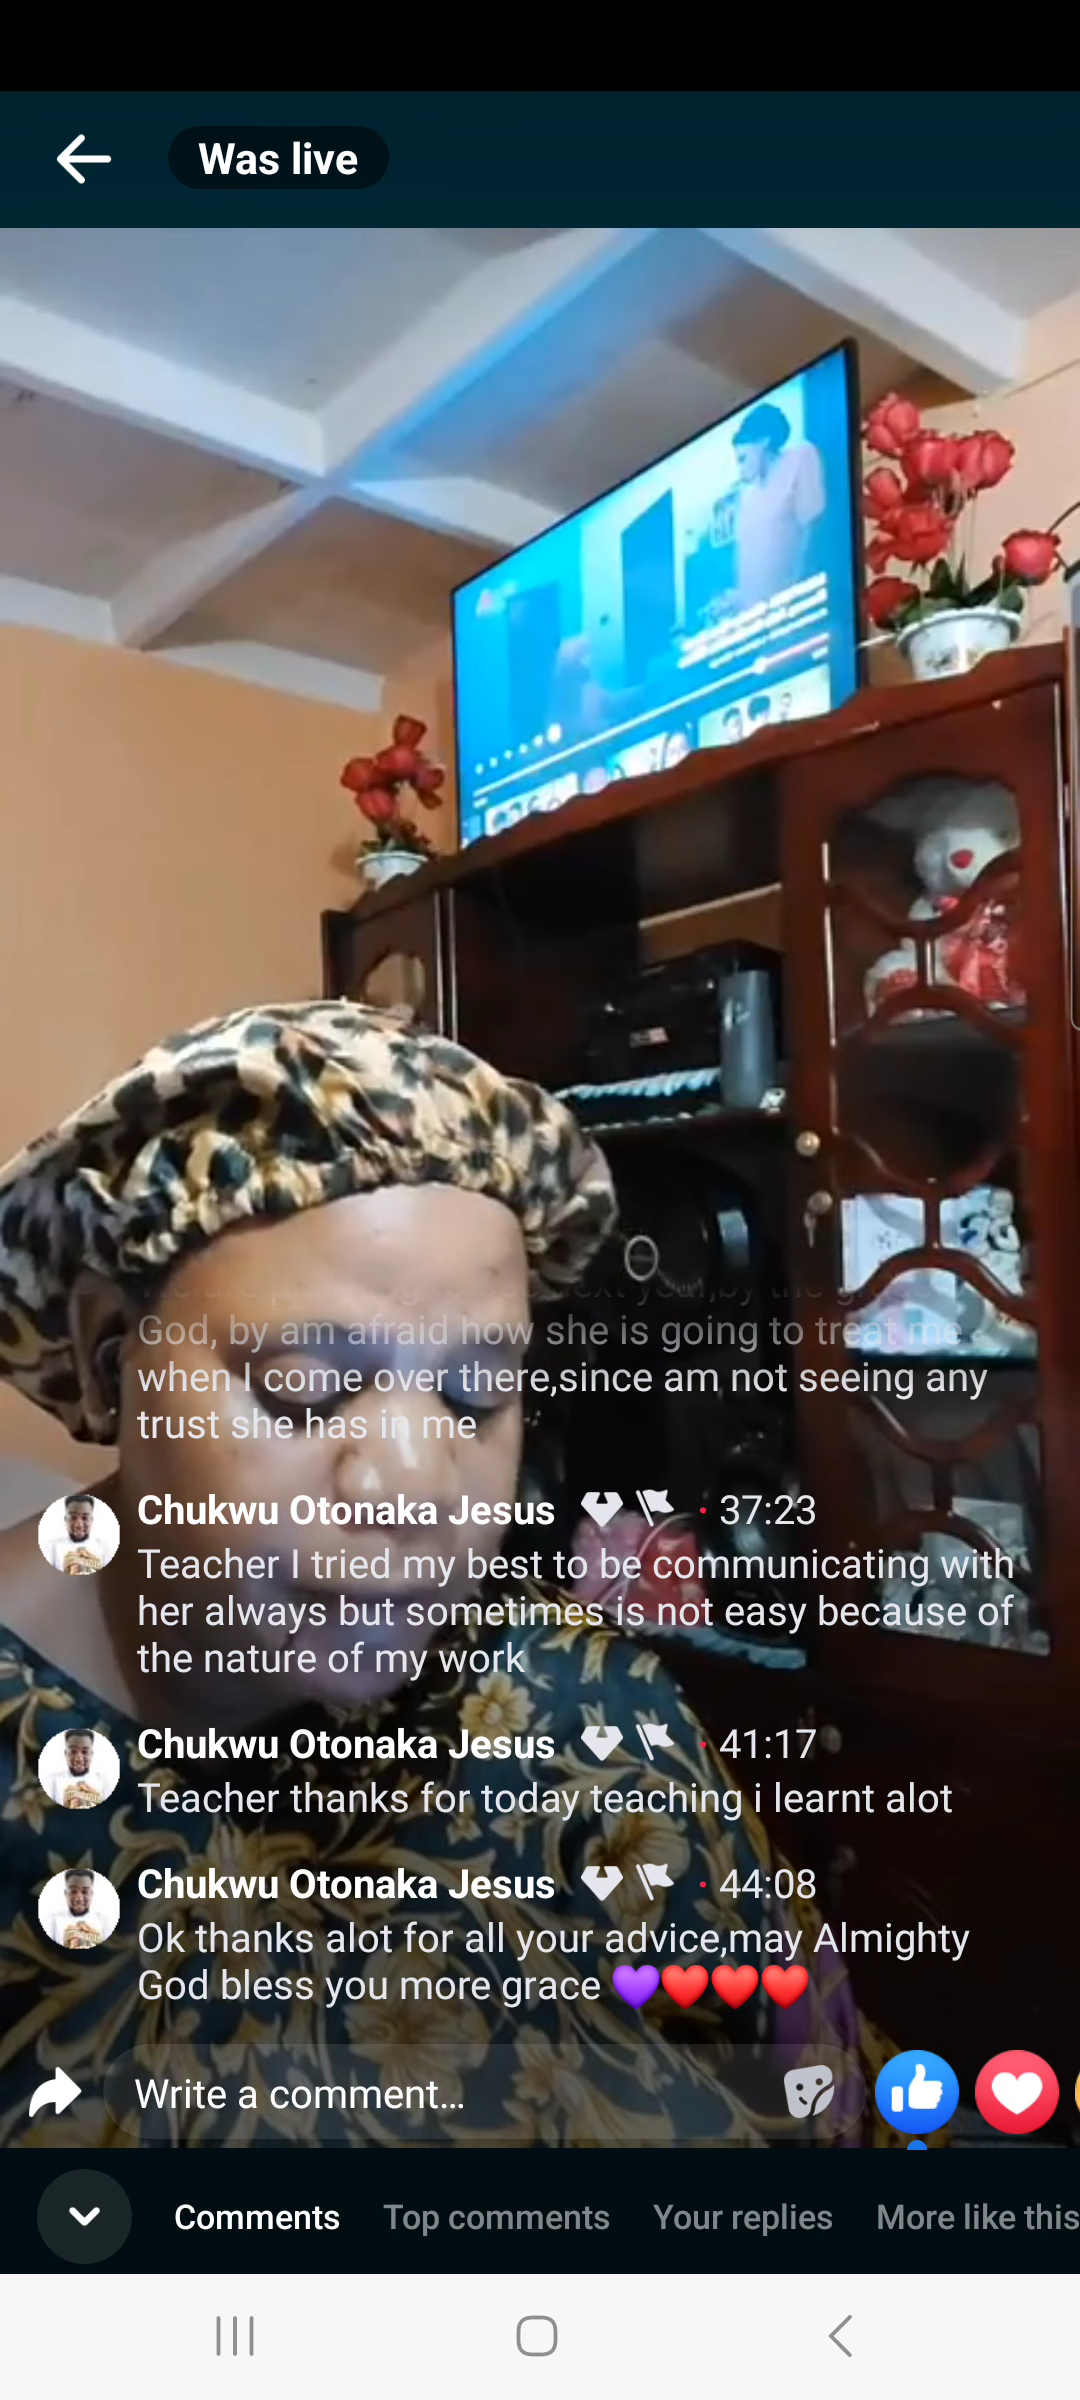 Was live
God, by am afraid how she is going to treat me
when I come over there,since am not seeing any
trust she has in me
Chukwu Otonaka Jesus · 37:23
Teacher I tried my best to be communicating with
her always but sometimes is not easy because of
the nature of my work
Chukwu Otonaka Jesus · 41:17
Teacher thanks for today teaching i learnt alot
Chukwu Otonaka Jesus · 44:08
Ok thanks alot for all your advice,may Almighty
God bless you more grace 💜❤️❤️❤️
Write a comment...
Comments Top comments Your replies More like this